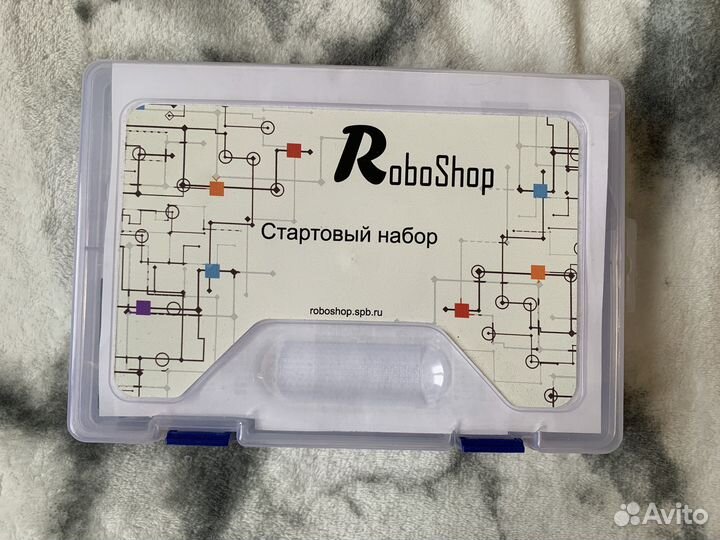 RoboShop
Стартовый набор
roboshop.spb.ru
Avito